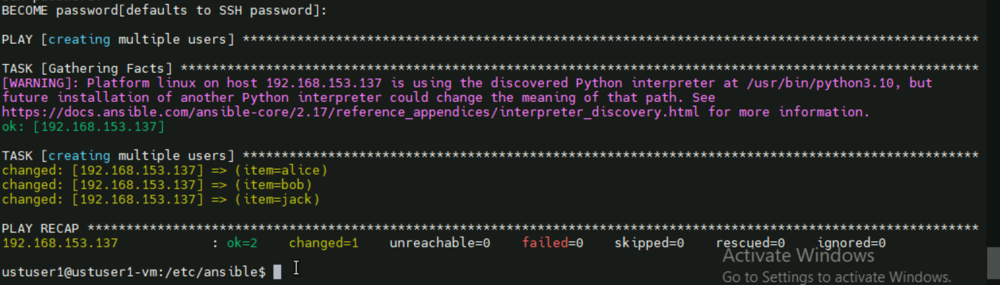 BECOME password[defaults to SSH password]:
PLAY [creating multiple users] ***********************************************************************************************
TASK [Gathering Facts] *******************************************************************************************************
[WARNING]: Platform linux on host 192.168.153.137 is using the discovered Python interpreter at /usr/bin/python3.10, but
future installation of another Python interpreter could change the meaning of that path. See
https://docs.ansible.com/ansible-core/2.17/reference_appendices/interpreter_discovery.html for more information.
ok: [192.168.153.137]
TASK [creating multiple users] ***********************************************************************************************
changed: [192.168.153.137] => (item=alice)
changed: [192.168.153.137] => (item=bob)
changed: [192.168.153.137] => (item=jack)
PLAY RECAP *******************************************************************************************************************
192.168.153.137            : ok=2    changed=1    unreachable=0    failed=0    skipped=0    rescued=0    ignored=0
Activate Windows
ustuser1@ustuser1-vm:/etc/ansible$
Go to Settings to activate Windows.